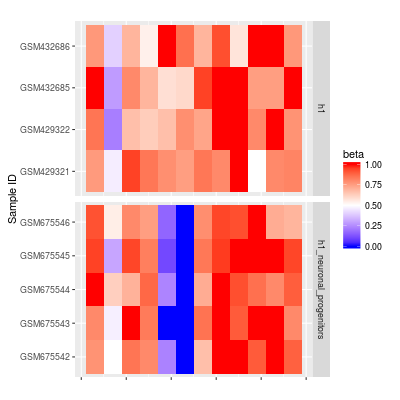 GSM432686
GSM432685
GSM429322
GSM429321
h1
GSM675546
GSM675545
GSM675544
GSM675543
GSM675542
h1_neuronal_progenitors
Sample ID
beta
1.00
0.75
0.50
0.25
0.00